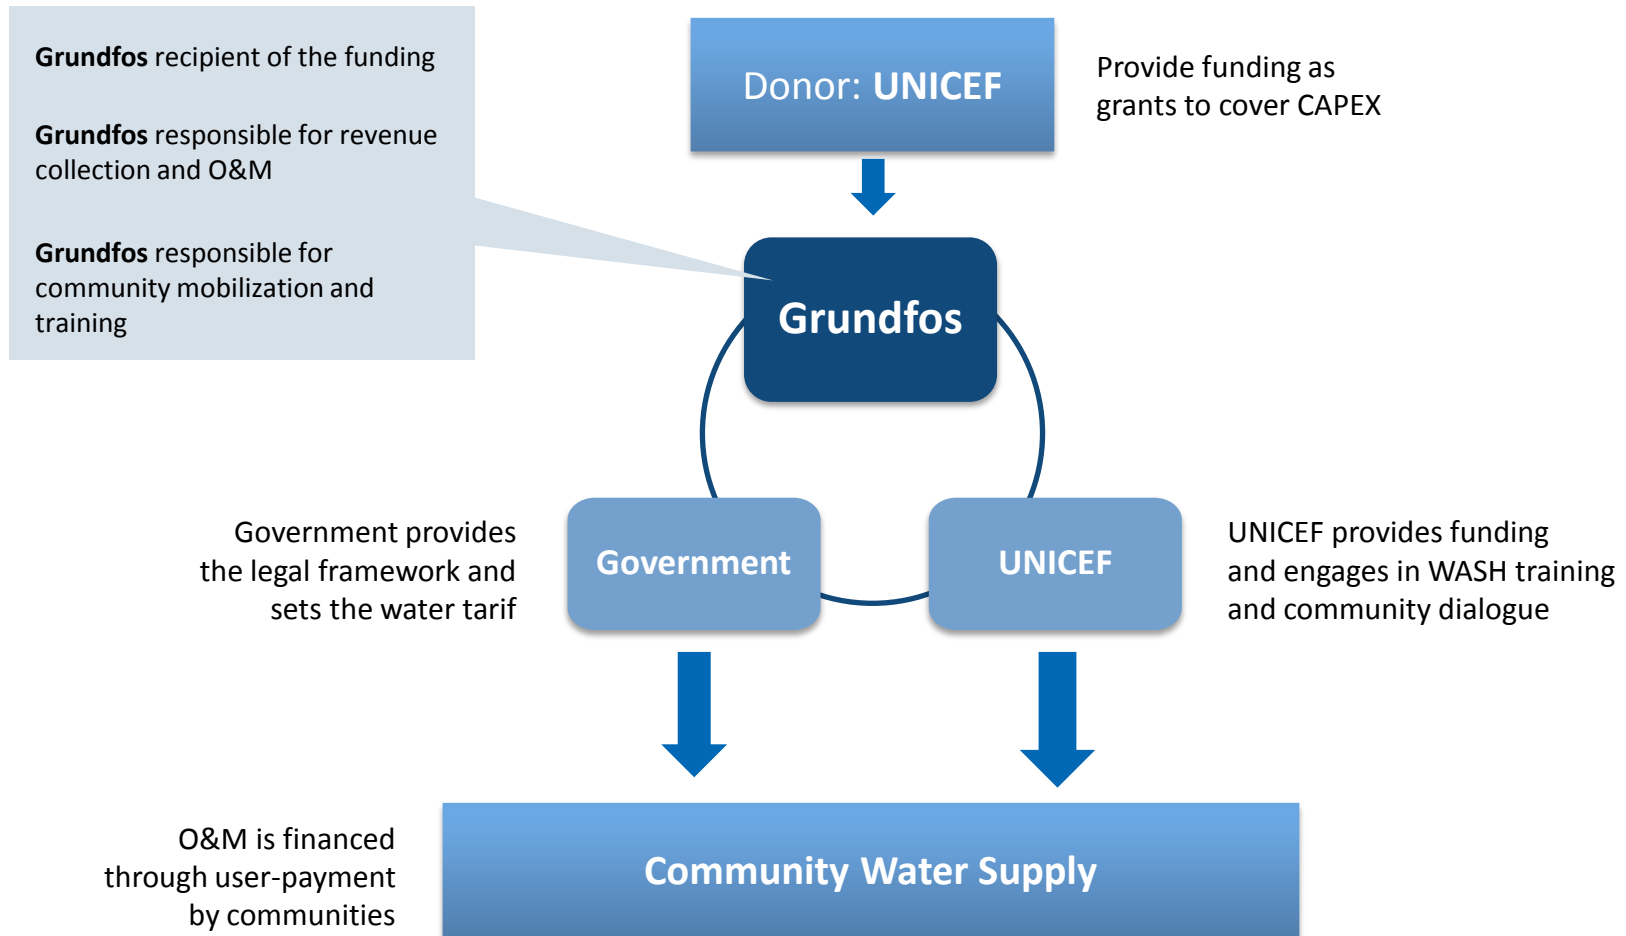 Grundfos recipient of the funding
Grundfos responsible for revenue
collection and O&M
Grundfos responsible for
community mobilization and
training
Donor: UNICEF
Provide funding as
grants to cover CAPEX
Grundfos
Government provides
the legal framework and
sets the water tarif
Government
UNICEF
UNICEF provides funding
and engages in WASH training
and community dialogue
O&M is financed
through user-payment
by communities
Community Water Supply